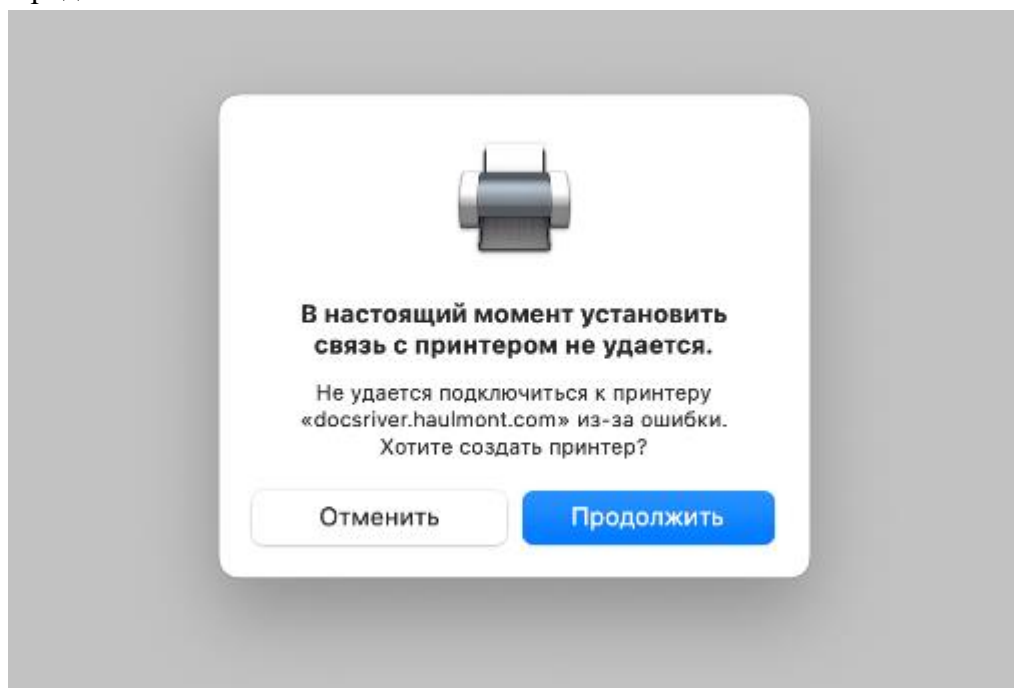 В настоящий момент установить
связь с принтером не удается.
Не удается подключиться к принтеру
«docsriver.haulmont.com» из-за ошибки.
Хотите создать принтер?
Отменить
Продолжить